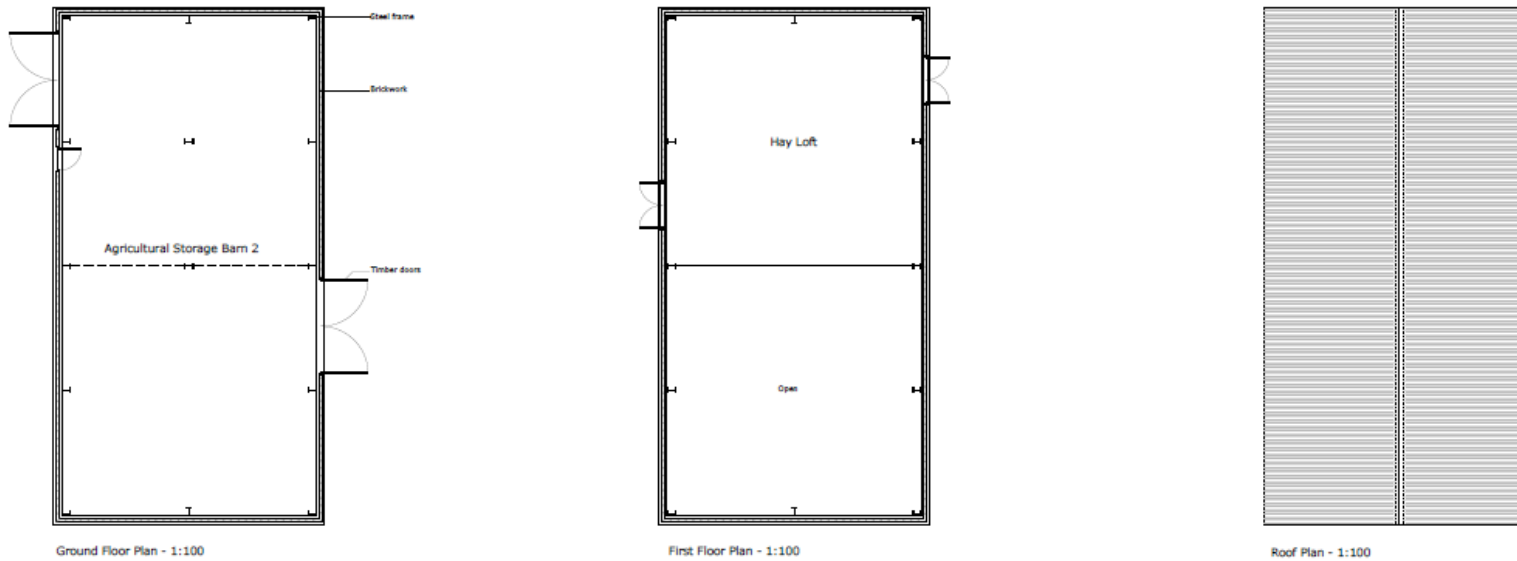 Steel frame
Brickwork
Hay Loft
Agricultural Storage Barn 2
Timber doors
Open
Ground Floor Plan - 1:100
First Floor Plan - 1:100
Roof Plan - 1:100